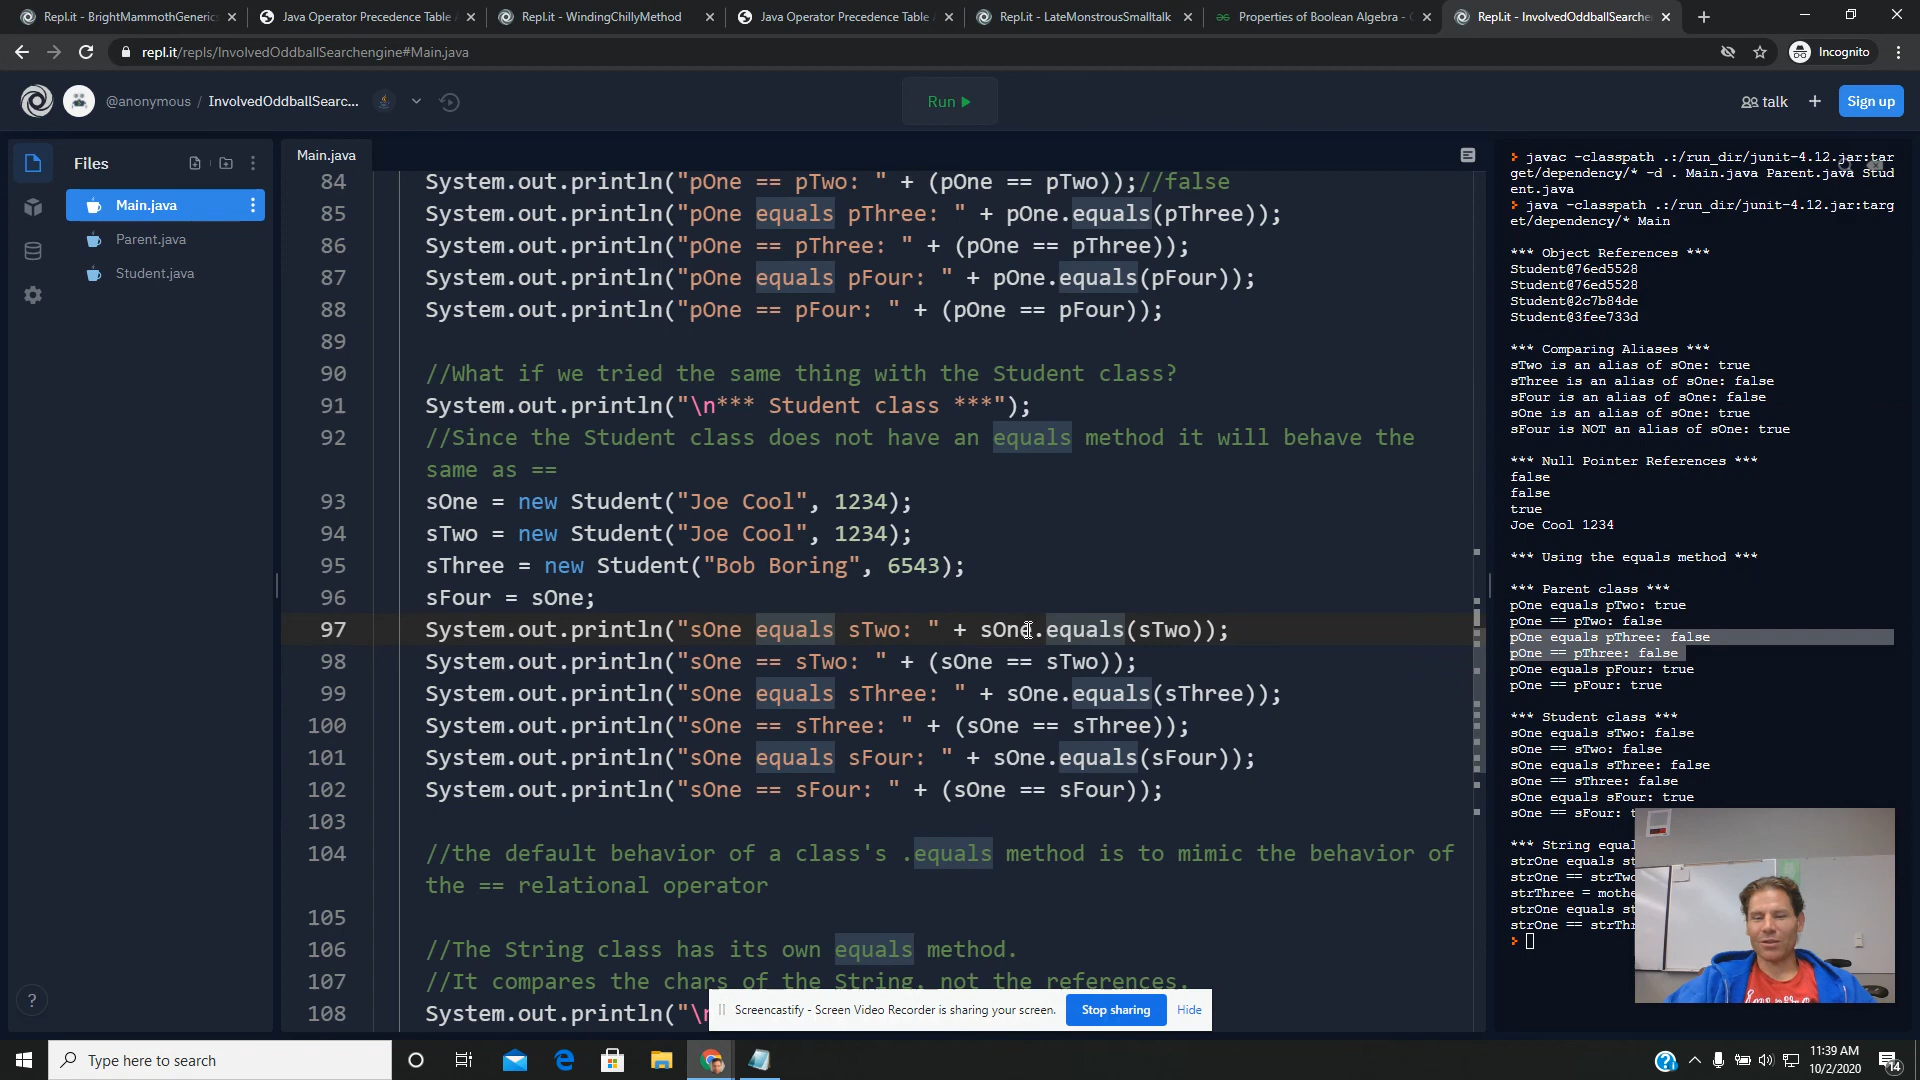 Repl.it - BrightMammothGenerics
Java Operator Precedence Table
Repl.it - WindingChillyMethod
Java Operator Precedence Table
Repl.it - LateMonstrousSmalltalk
Properties of Boolean Algebra -
Repl.it - InvolvedOddballSearche
repl.it/repls/InvolvedOddballSearchengine#Main.java
Incognito
@anonymous / InvolvedOddballSearc...
Run
talk
Sign up
Files
Main.java
Parent.java
Student.java
Main.java
84 System.out.println("pOne == pTwo: " + (pOne == pTwo));//false
85 System.out.println("pOne equals pThree: " + pOne.equals(pThree));
86 System.out.println("pOne == pThree: " + (pOne == pThree));
87 System.out.println("pOne equals pFour: " + pOne.equals(pFour));
88 System.out.println("pOne == pFour: " + (pOne == pFour));
89
90 //What if we tried the same thing with the Student class?
91 System.out.println("\n*** Student class ***");
92 //Since the Student class does not have an equals method it will behave the
same as ==
93 sOne = new Student("Joe Cool", 1234);
94 sTwo = new Student("Joe Cool", 1234);
95 sThree = new Student("Bob Boring", 6543);
96 sFour = sOne;
97 System.out.println("sOne equals sTwo: " + sOne.equals(sTwo));
98 System.out.println("sOne == sTwo: " + (sOne == sTwo));
99 System.out.println("sOne equals sThree: " + sOne.equals(sThree));
100 System.out.println("sOne == sThree: " + (sOne == sThree));
101 System.out.println("sOne equals sFour: " + sOne.equals(sFour));
102 System.out.println("sOne == sFour: " + (sOne == sFour));
103
104 //the default behavior of a class's .equals method is to mimic the behavior of
the == relational operator
105
106 //The String class has its own equals method.
107 //It compares the chars of the String, not the references.
108 System.out.println("\
javac -classpath .:/run_dir/junit-4.12.jar:tar
get/dependency/* -d . Main.java Parent.java Stud
ent.java
java -classpath .:/run_dir/junit-4.12.jar:targ
et/dependency/* Main
*** Object References ***
Student@76ed5528
Student@76ed5528
Student@2c7b84de
Student@3fee733d
*** Comparing Aliases ***
sTwo is an alias of sOne: true
sThree is an alias of sOne: false
sFour is an alias of sOne: false
sOne is an alias of sOne: true
sFour is NOT an alias of sOne: true
*** Null Pointer References ***
false
false
true
Joe Cool 1234
*** Using the equals method ***
*** Parent class ***
pOne equals pTwo: true
pOne == pTwo: false
pOne equals pThree: false
pOne == pThree: false
pOne equals pFour: true
pOne == pFour: true
*** Student class ***
sOne equals sTwo: false
sOne == sTwo: false
sOne equals sThree: false
sOne == sThree: false
sOne equals sFour: true
sOne == sFour:
*** String equal
strOne equals st
strOne == strTwo
strThree = mothe
strOne equals st
strOne == strThr
Screencastify - Screen Video Recorder is sharing your screen.
Stop sharing
Hide
Type here to search
11:39 AM
10/2/2020
14